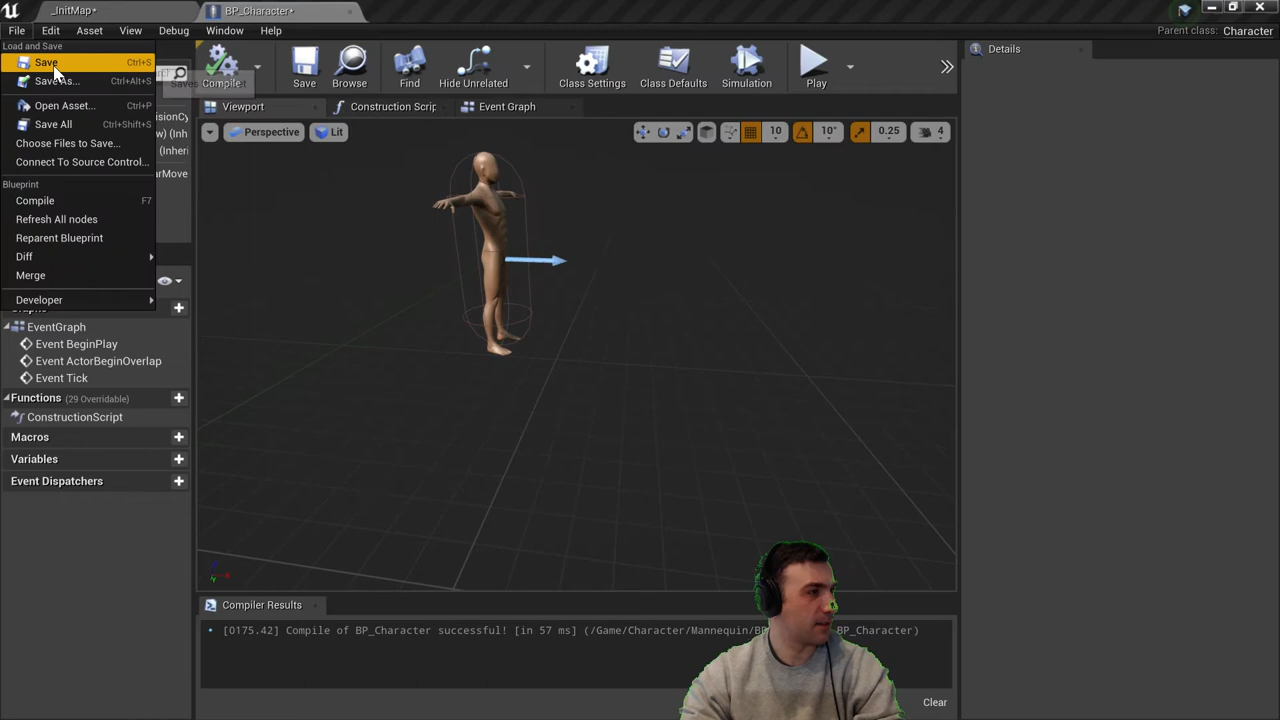 _InitMap*
BP_Character*
File Edit Asset View Debug Window Help
Parent class: Character
Load and Save
Save Ctrl+S
Save As... Ctrl+Alt+S
Open Asset... Ctrl+P
Save All Ctrl+Shift+S
Choose Files to Save...
Connect To Source Control...
Blueprint
Compile F7
Refresh All nodes
Reparent Blueprint
Diff
Merge
Developer
Compile
Save
Browse
Find
Hide Unrelated
Class Settings
Class Defaults
Simulation
Play
Details
Viewport
Construction Scrip
Event Graph
Perspective
Lit
10
10°
0.25
4
EventGraph
Event BeginPlay
Event ActorBeginOverlap
Event Tick
Functions (29 Overridable)
ConstructionScript
Macros
Variables
Event Dispatchers
Compiler Results
[0175.42] Compile of BP_Character successful! [in 57 ms] (/Game/Character/Mannequin/BP BP_Character)
Clear